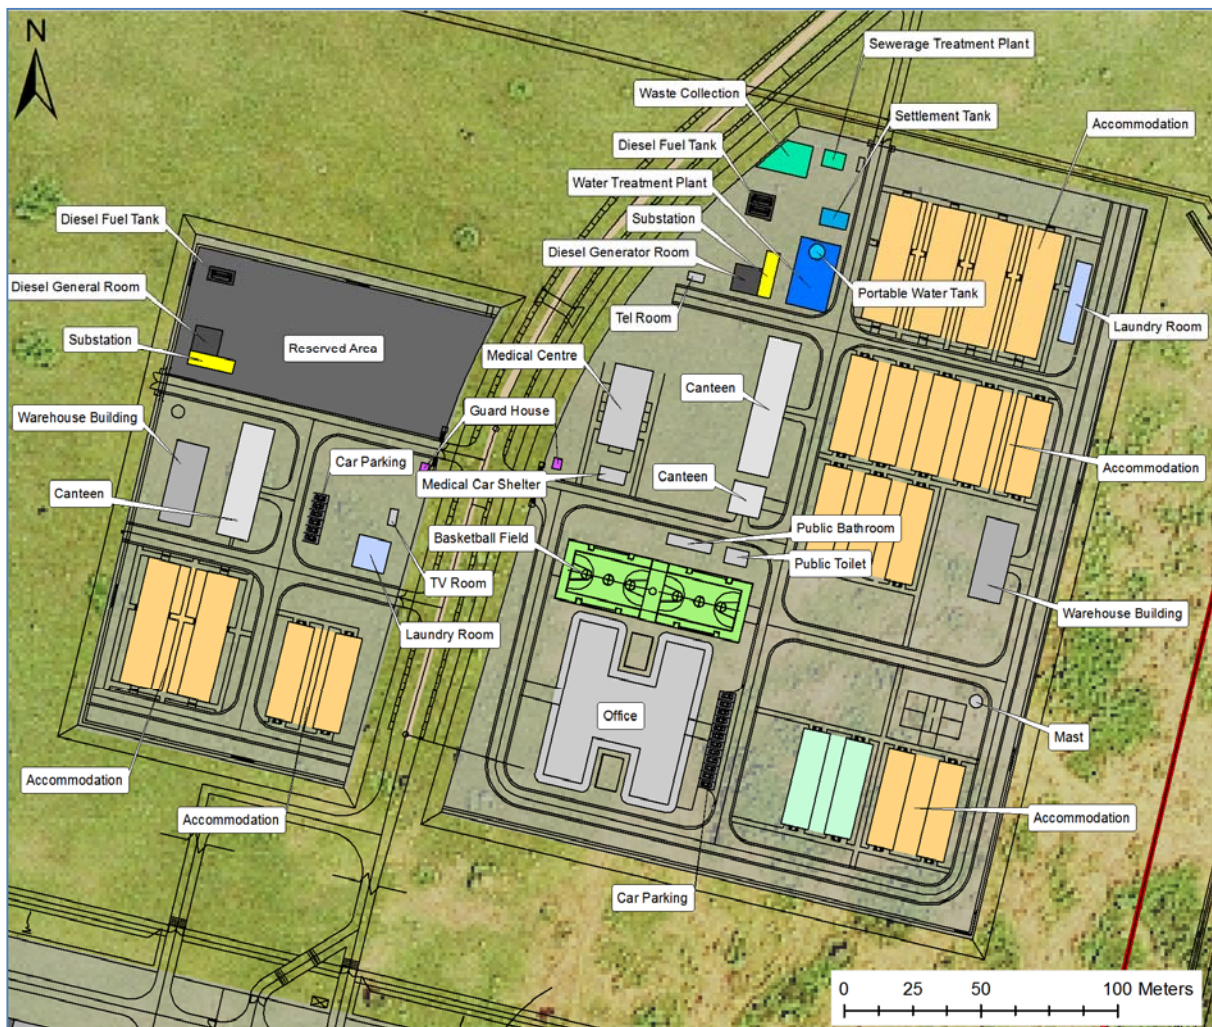 N
Sewerage Treatment Plant
Waste Collection
Settlement Tank
Accommodation
Diesel Fuel Tank
Water Treatment Plant
Diesel Fuel Tank
Substation
Diesel Generator Room
Diesel General Room
Portable Water Tank
Tel Room
Laundry Room
Substation
Reserved Area
Medical Centre
Canteen
Warehouse Building
Guard House
Car Parking
Accommodation
Medical Car Shelter
Canteen
Canteen
Public Bathroom
Basketball Field
Public Toilet
TV Room
Warehouse Building
Laundry Room
Office
Mast
Accommodation
Accommodation
Accommodation
Car Parking
0 25 50 100 Meters